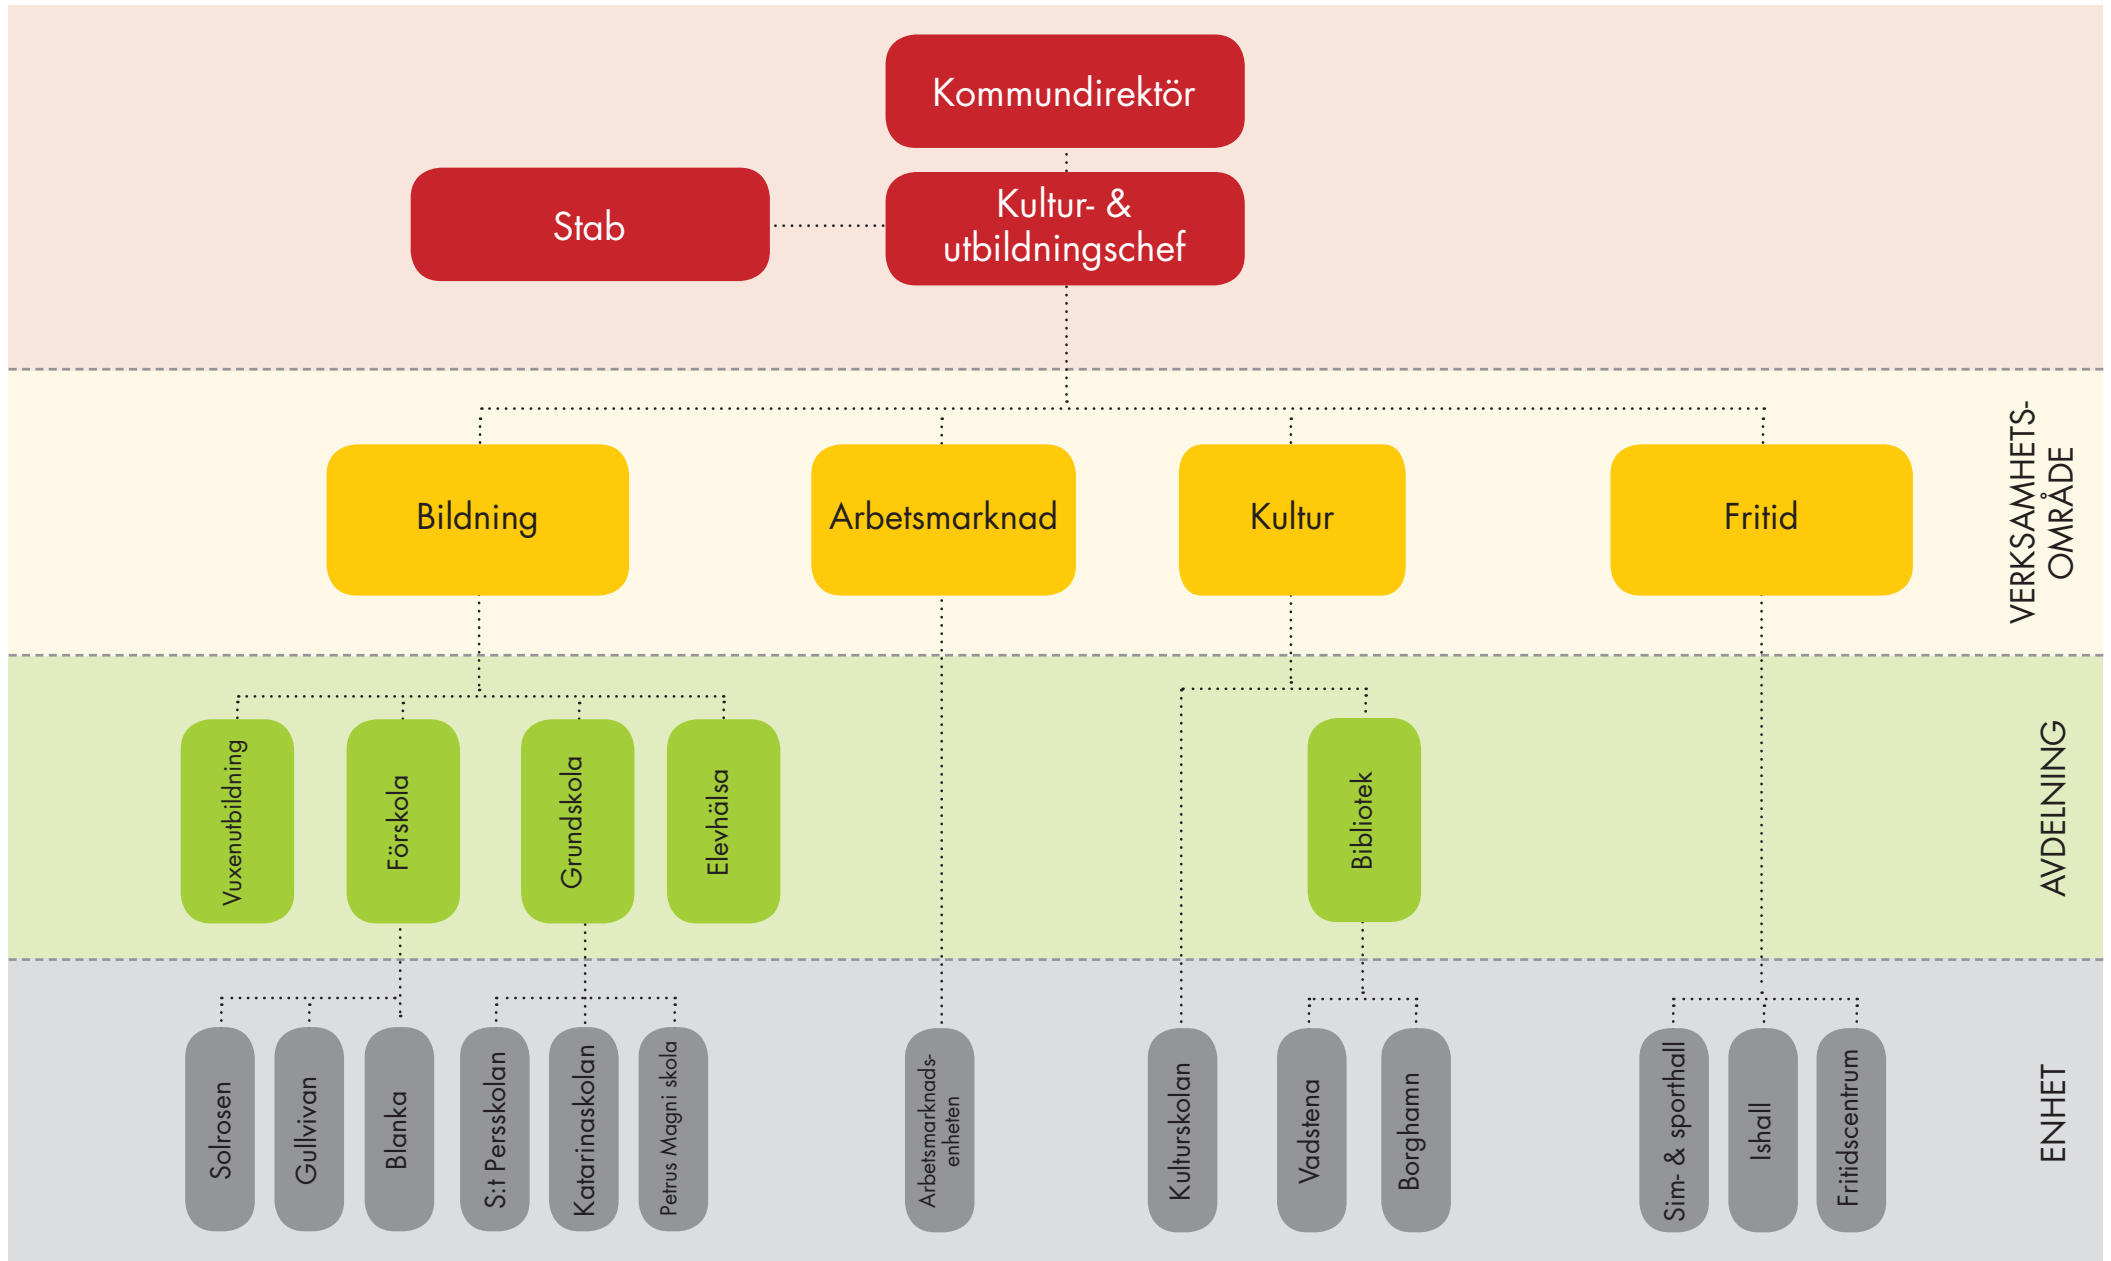 Kommundirektör
Stab
Kultur- &
utbildningschef
VERKSAMHETS-
OMRÅDE
Bildning
Arbetsmarknad
Kultur
Fritid
AVDELNING
Vuxenutbildning
Förskola
Grundskola
Elevhälsa
Bibliotek
ENHET
Solrosen
Gullvivan
Blanka
S:t Persskolan
Katarinaskolan
Petrus Magni skola
Arbetsmarknads-
enheten
Kulturskolan
Vadstena
Borghamn
Sim- & sporthall
Ishall
Fritidscentrum